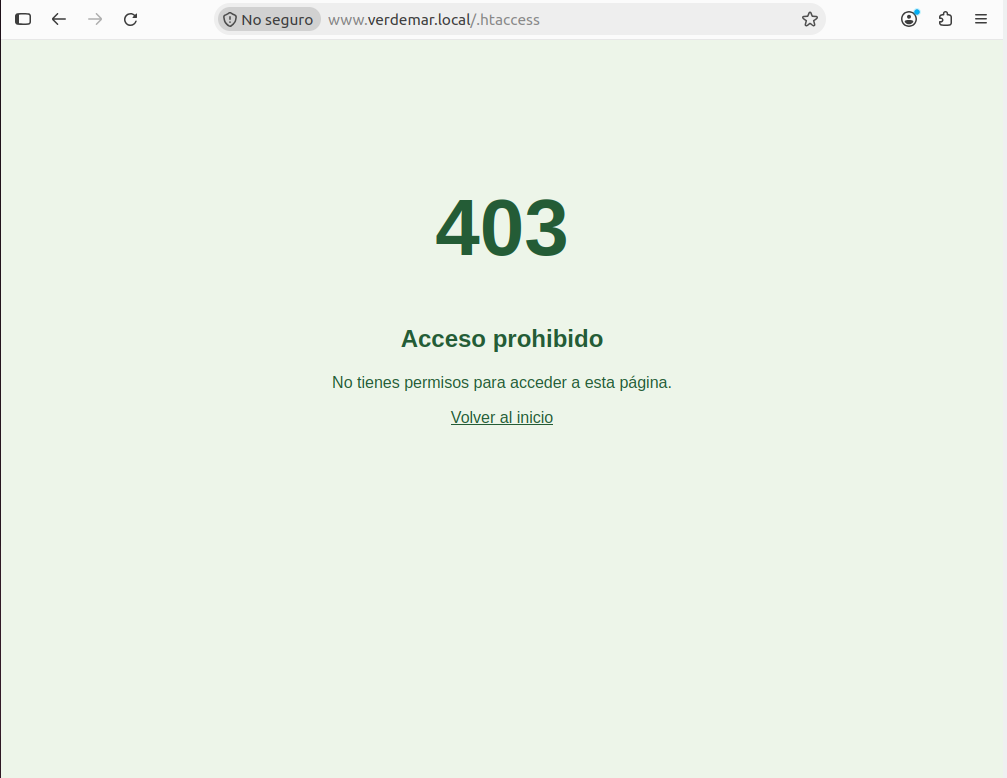 No seguro www.verdemar.local/.htaccess
403
Acceso prohibido
No tienes permisos para acceder a esta página.
Volver al inicio